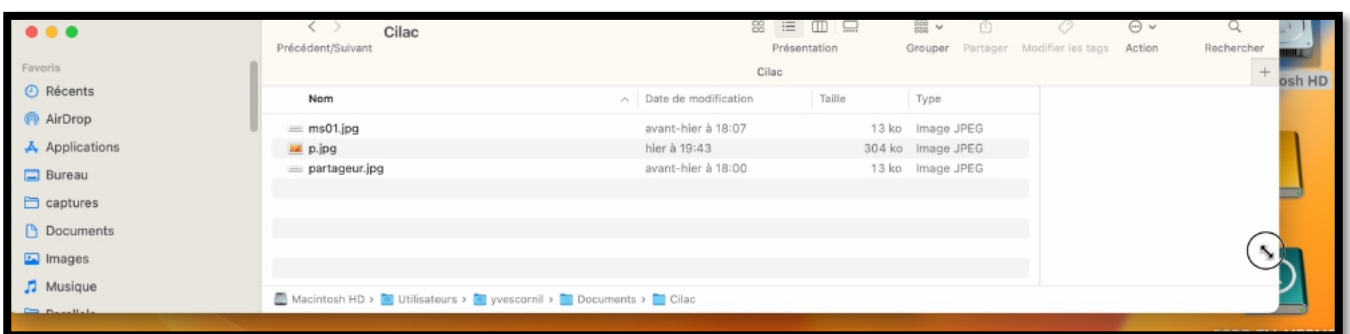 Cilac
Précédent/Suivant
Présentation
Grouper
Partager
Modifier les tags
Action
Rechercher
Cilac
osh HD
Favoris
Récents
AirDrop
Applications
Bureau
captures
Documents
Images
Musique
Nom Date de modification Taille Type
ms01.jpg avant-hier à 18:07 13 ko Image JPEG
p.jpg hier à 19:43 304 ko Image JPEG
partageur.jpg avant-hier à 18:00 13 ko Image JPEG
Macintosh HD › Utilisateurs › yvescornil › Documents › Cilac